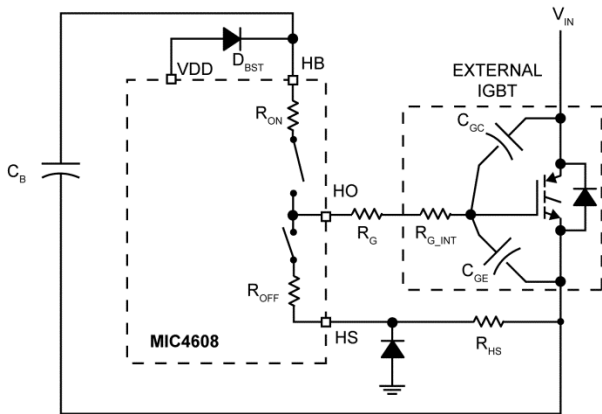 V_IN
D_BST
HB
VDD
EXTERNAL
IGBT
R_ON
C_GC
C_B
HO
R_G
R_G_INT
C_GE
R_OFF
MIC4608
HS
R_HS